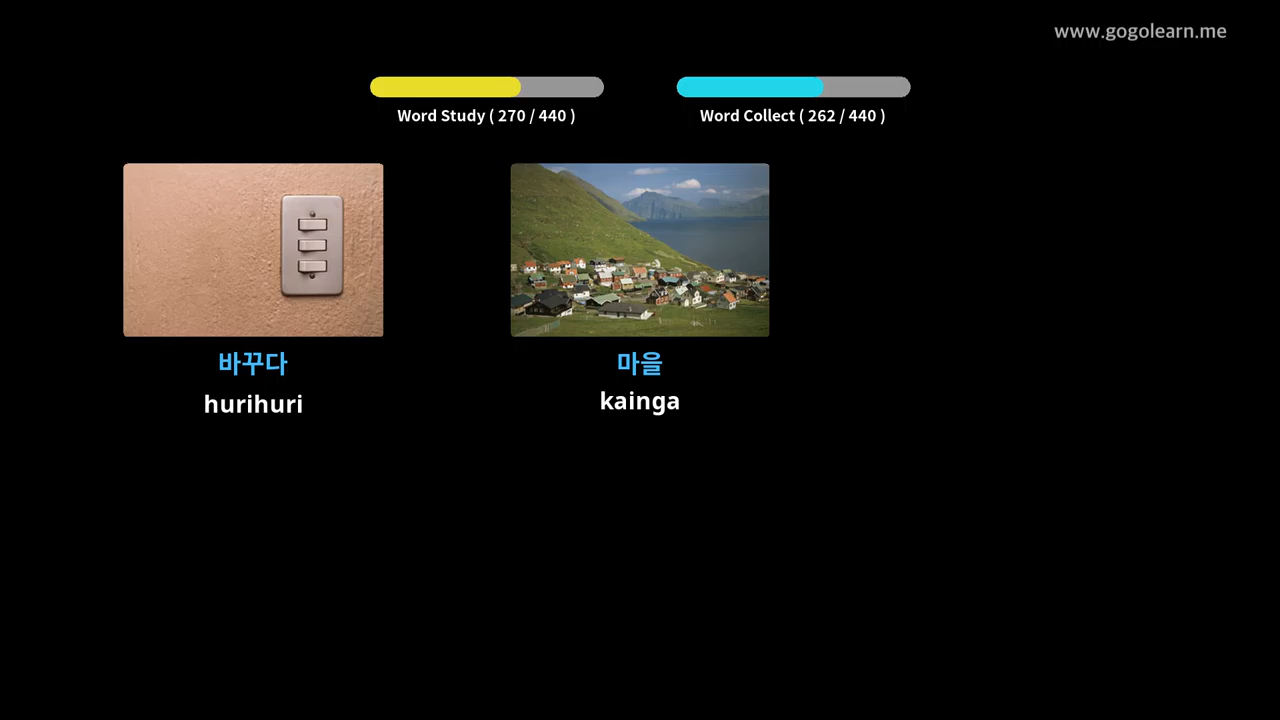 www.gogolearn.me
Word Study ( 270 / 440 )
Word Collect ( 262 / 440 )
바꾸다
hurihuri
마을
kainga